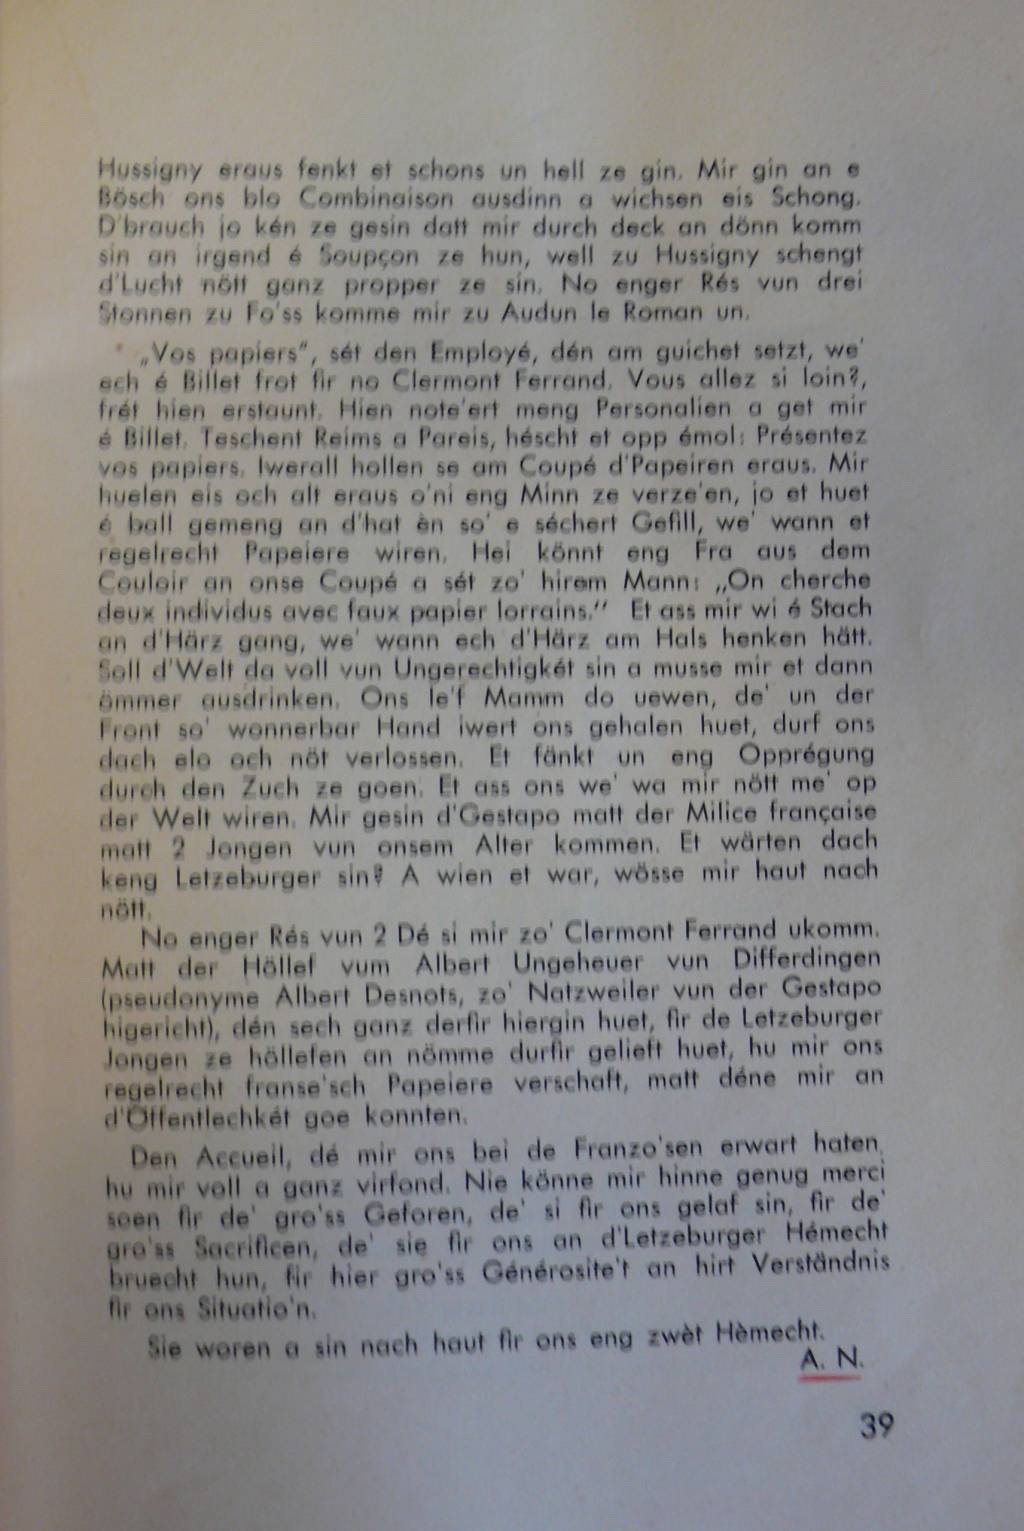 Hussigny eraus fenkt et schons un hell ze gin. Mir gin an e
Bösch ons blo Combinaison ausdinn a wichsen eis Schong.
D'brauch jo kén ze gesin datt mir durch deck an dönn komm
sin an irgend é Soupçon ze hun, well zu Hussigny schengt
d'Lucht nött ganz propper ze sin. No enger Rés vun drei
Stonnen zu Fo'ss komme mir zu Audun le Roman un.
„Vos papiers", sét den Employé, dén am guichet setzt, we'
ech é Billet frot fir no Clermont Ferrand. Vous allez si loin?,
frét hien erstaunt. Hien note'ert meng Personalien a get mir
é Billet. Teschent Reims a Pareis, héscht et opp émol: Présentez
vos papiers. Iwerall hollen se am Coupé d'Papeiren eraus. Mir
huelen eis och alt eraus o'ni eng Minn ze verze'en, jo et huet
é ball gemeng an d'hat èn so' e séchert Gefill, we' wann et
regelrecht Papeiere wiren. Hei könnt eng Fra aus dem
Couloir an onse Coupé a sét zo' hirem Mann: „On cherche
deux individus avec faux papier lorrains." Et ass mir wi é Stach
an d'Härz gang, we' wann ech d'Härz am Hals henken hätt.
Soll d'Welt da voll vun Ungerechtigkét sin a musse mir et dann
ömmer ausdrinken. Ons le'f Mamm do uewen, de' un der
Front so' wonnerbar Hand iwert ons gehalen huet, durf ons
dach elo och nöt verlossen. Et fänkt un eng Opprégung
durch den Zuch ze goen. Et ass ons we' wa mir nött me' op
der Welt wiren. Mir gesin d'Gestapo matt der Milice française
matt 2 Jongen vun onsem Alter kommen. Et wärten dach
keng Letzeburger sin? A wien et war, wösse mir haut nach
nött.
No enger Rés vun 2 Dé si mir zo' Clermont Ferrand ukomm.
Matt der Höllef vum Albert Ungeheuer vun Differdingen
(pseudonyme Albert Desnots, zo' Natzweiler vun der Gestapo
higericht), dén sech ganz derfir hiergin huet, fir de Letzeburger
Jongen ze höllefen an nömme durfir gelieft huet, hu mir ons
regelrecht franse'sch Papeiere verschaft, matt déne mir an
d'Öffentlechkét goe konnten.
Den Accueil, dé mir ons bei de Franzo'sen erwart haten,
hu mir voll a ganz virfond. Nie könne mir hinne genug merci
soen fir de' gro'ss Geforen, de' si fir ons gelaf sin, fir de'
gro'ss Sacrificen, de' sie fir ons an d'Letzeburger Hémecht
bruecht hun, fir hier gro'ss Générosite't an hirt Verständnis
fir ons Situatio'n.
Sie woren a sin nach haut fir ons eng zwèt Hèmecht.
A. N.
39